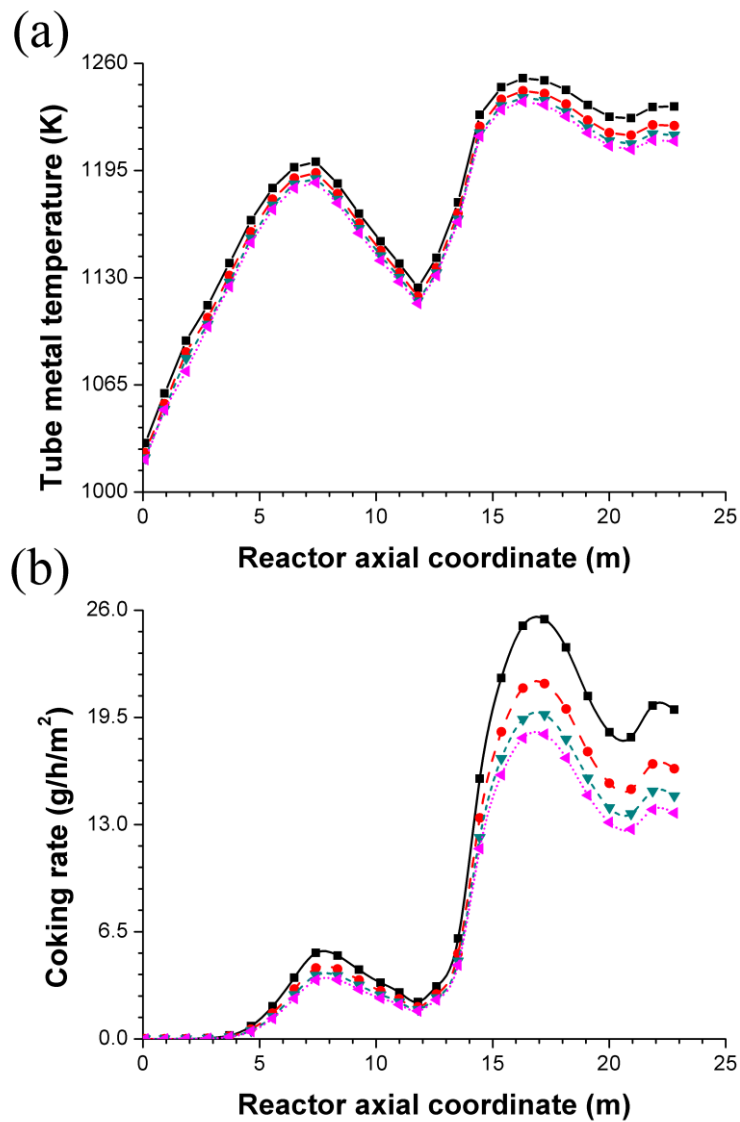 (a)
Tube metal temperature (K)
1260
1195
1130
1065
1000
0 5 10 15 20 25
Reactor axial coordinate (m)
(b)
Coking rate (g/h/m²)
26.0
19.5
13.0
6.5
0.0
0 5 10 15 20 25
Reactor axial coordinate (m)